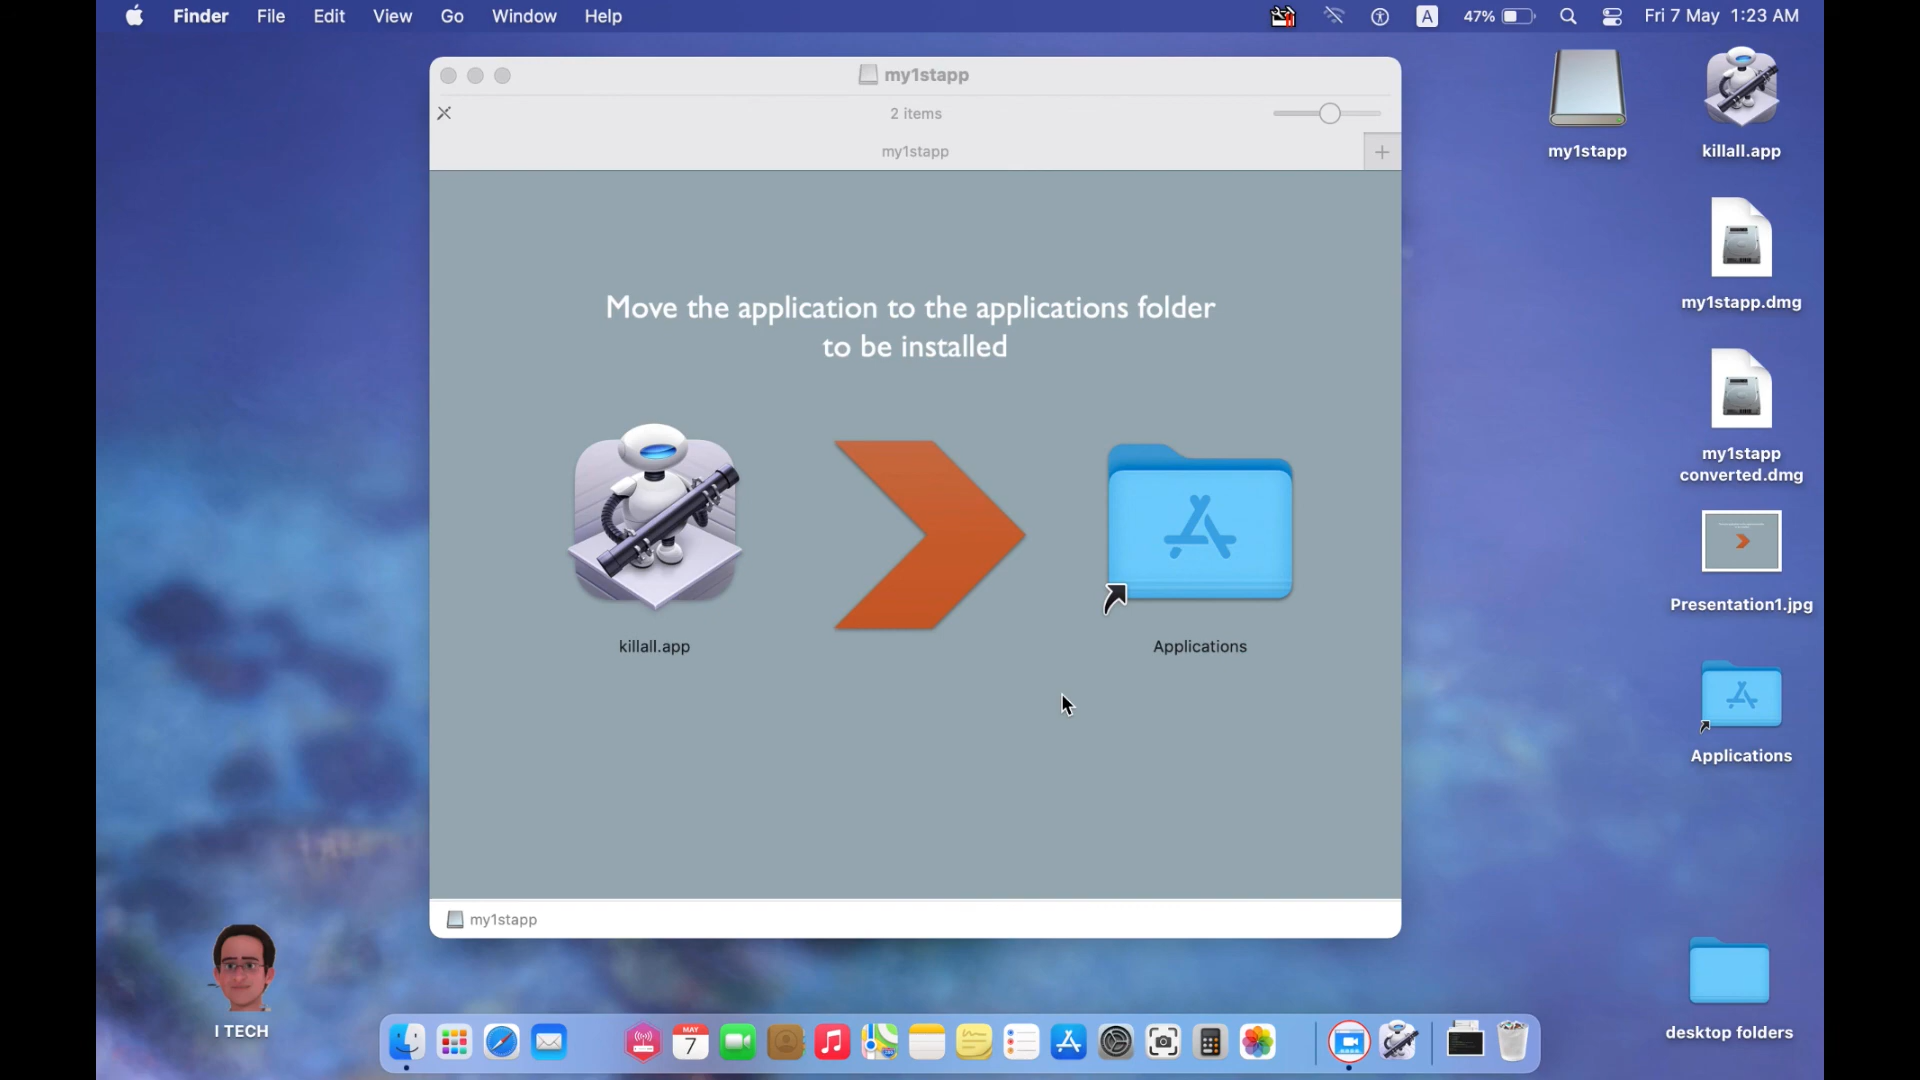 Finder File Edit View Go Window Help
A 47% Fri 7 May 1:23 AM
my1stapp
2 items
my1stapp
Move the application to the applications folder
to be installed
killall.app
Applications
my1stapp
my1stapp
killall.app
my1stapp.dmg
my1stapp
converted.dmg
Presentation1.jpg
Applications
desktop folders
I TECH
MAY
7